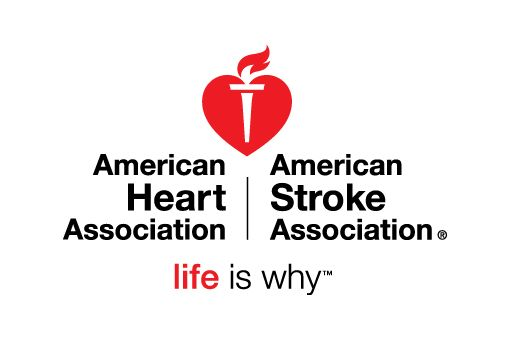 American
Heart
Association
American
Stroke
Association®
life is why™